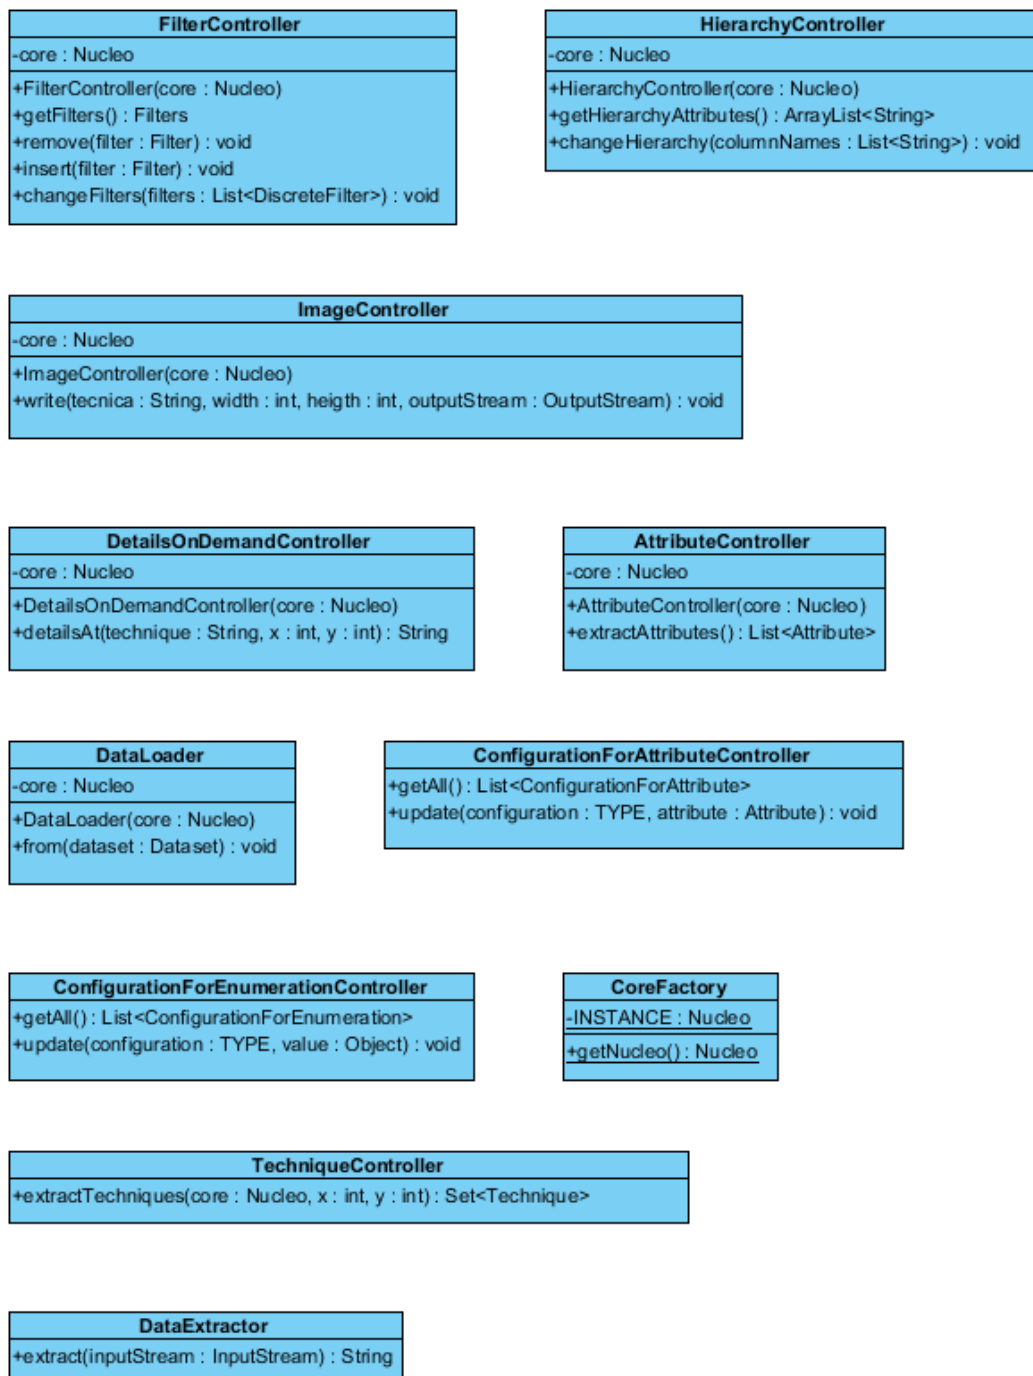 FilterController
-core : Nucleo
+FilterController(core : Nucleo)
+getFilters() : Filters
+remove(filter : Filter) : void
+insert(filter : Filter) : void
+changeFilters(filters : List<DiscreteFilter>) : void
HierarchyController
-core : Nucleo
+HierarchyController(core : Nucleo)
+getHierarchyAttributes() : ArrayList<String>
+changeHierarchy(columnNames : List<String>) : void
ImageController
-core : Nucleo
+ImageController(core : Nucleo)
+write(tecnica : String, width : int, heigth : int, outputStream : OutputStream) : void
DetailsOnDemandController
-core : Nucleo
+DetailsOnDemandController(core : Nucleo)
+detailsAt(technique : String, x : int, y : int) : String
AttributeController
-core : Nucleo
+AttributeController(core : Nucleo)
+extractAttributes() : List<Attribute>
DataLoader
-core : Nucleo
+DataLoader(core : Nucleo)
+from(dataset : Dataset) : void
ConfigurationForAttributeController
+getAll() : List<ConfigurationForAttribute>
+update(configuration : TYPE, attribute : Attribute) : void
ConfigurationForEnumerationController
+getAll() : List<ConfigurationForEnumeration>
+update(configuration : TYPE, value : Object) : void
CoreFactory
-INSTANCE : Nucleo
+getNucleo() : Nucleo
TechniqueController
+extractTechniques(core : Nucleo, x : int, y : int) : Set<Technique>
DataExtractor
+extract(inputStream : InputStream) : String